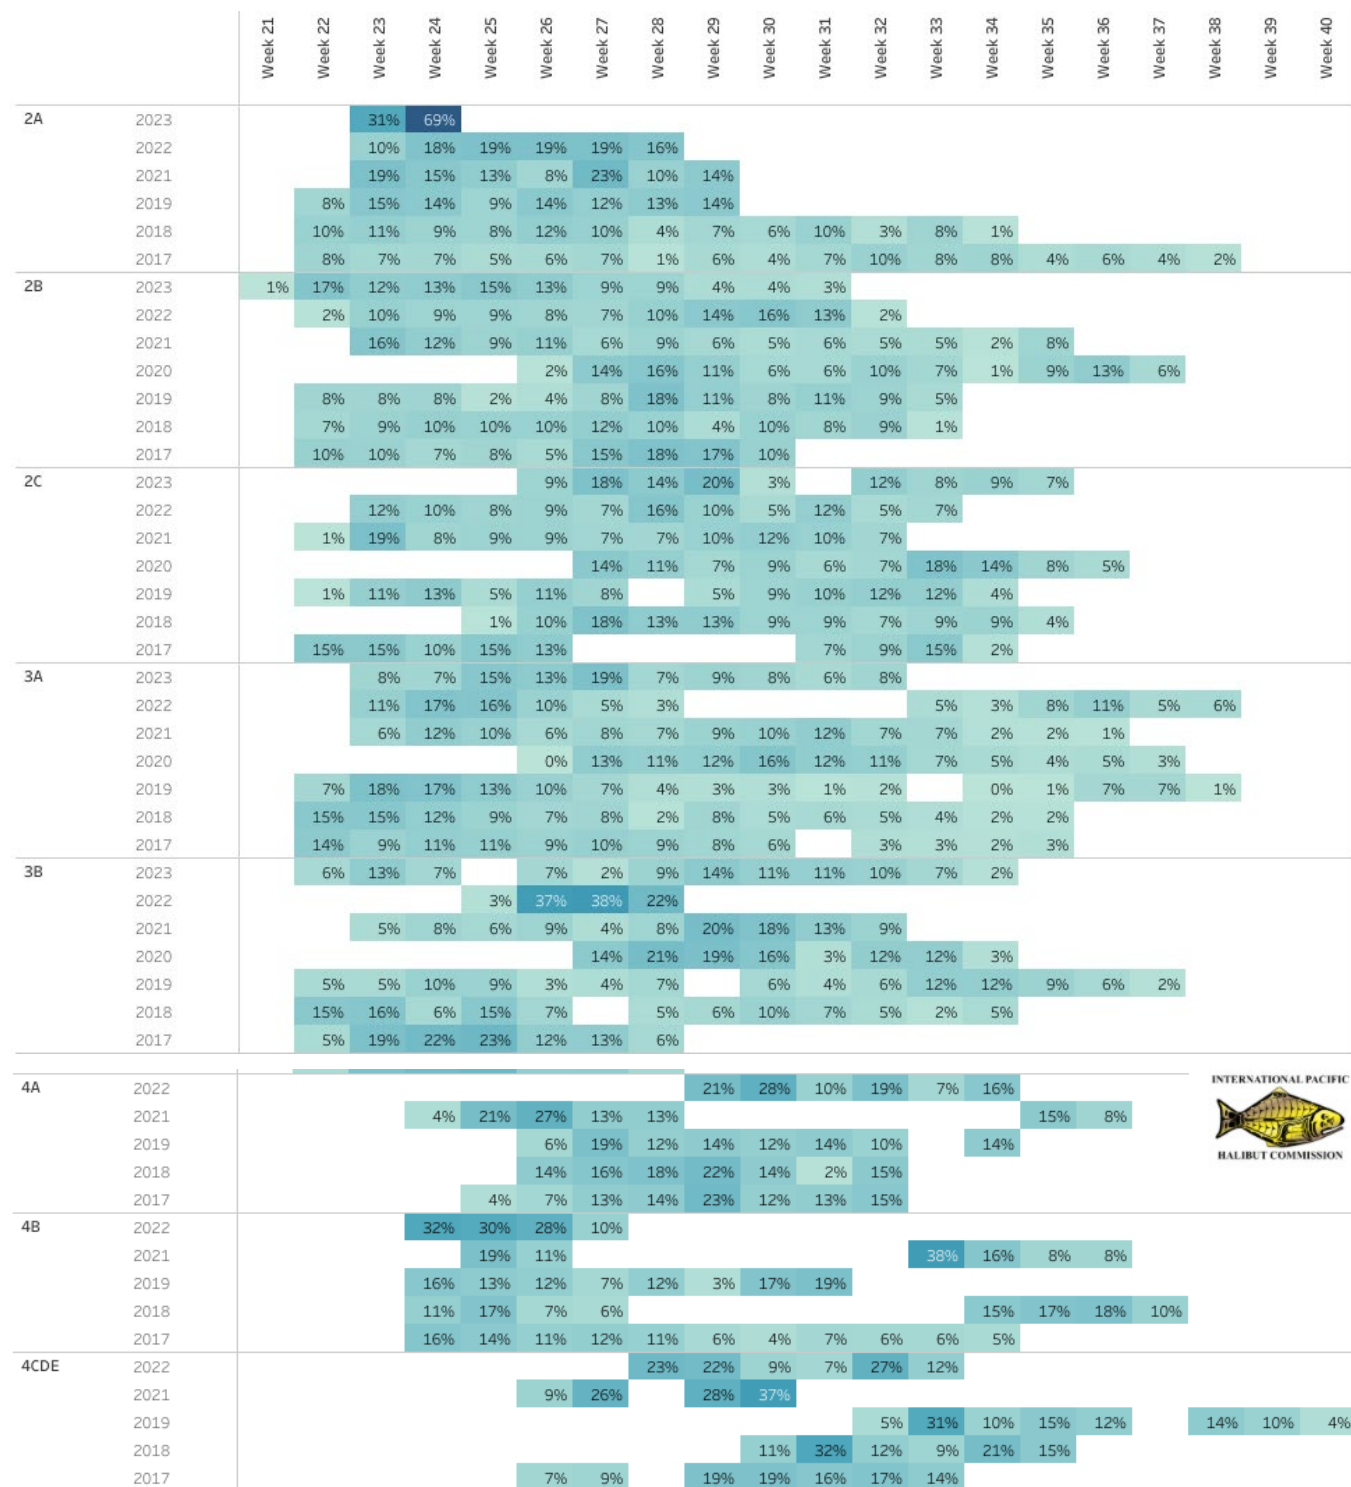 Week 21 Week 22 Week 23 Week 24 Week 25 Week 26 Week 27 Week 28 Week 29 Week 30 Week 31 Week 32 Week 33 Week 34 Week 35 Week 36 Week 37 Week 38 Week 39 Week 40
2A 2023 31% 69%
2022 10% 18% 19% 19% 19% 16%
2021 19% 15% 13% 8% 23% 10% 14%
2019 8% 15% 14% 9% 14% 12% 13% 14%
2018 10% 11% 9% 8% 12% 10% 4% 7% 6% 10% 3% 8% 1%
2017 8% 7% 7% 5% 6% 7% 1% 6% 4% 7% 10% 8% 8% 4% 6% 4% 2%
2B 2023 1% 17% 12% 13% 15% 13% 9% 9% 4% 4% 3%
2022 2% 10% 9% 9% 8% 7% 10% 14% 16% 13% 2%
2021 16% 12% 9% 11% 6% 9% 6% 5% 6% 5% 5% 2% 8%
2020 2% 14% 16% 11% 6% 6% 10% 7% 1% 9% 13% 6%
2019 8% 8% 8% 2% 4% 8% 18% 11% 8% 11% 9% 5%
2018 7% 9% 10% 10% 10% 12% 10% 4% 10% 8% 9% 1%
2017 10% 10% 7% 8% 5% 15% 18% 17% 10%
2C 2023 9% 18% 14% 20% 3% 12% 8% 9% 7%
2022 12% 10% 8% 9% 7% 16% 10% 5% 12% 5% 7%
2021 1% 19% 8% 9% 9% 7% 7% 10% 12% 10% 7%
2020 14% 11% 7% 9% 6% 7% 18% 14% 8% 5%
2019 1% 11% 13% 5% 11% 8% 5% 9% 10% 12% 12% 4%
2018 1% 10% 18% 13% 13% 9% 9% 7% 9% 9% 4%
2017 15% 15% 10% 15% 13% 7% 9% 15% 2%
3A 2023 8% 7% 15% 13% 19% 7% 9% 8% 6% 8%
2022 11% 17% 16% 10% 5% 3% 5% 3% 8% 11% 5% 6%
2021 6% 12% 10% 6% 8% 7% 9% 10% 12% 7% 7% 2% 2% 1%
2020 0% 13% 11% 12% 16% 12% 11% 7% 5% 4% 5% 3%
2019 7% 18% 17% 13% 10% 7% 4% 3% 3% 1% 2% 0% 1% 7% 7% 1%
2018 15% 15% 12% 9% 7% 8% 2% 8% 5% 6% 5% 4% 2% 2%
2017 14% 9% 11% 11% 9% 10% 9% 8% 6% 3% 3% 2% 3%
3B 2023 6% 13% 7% 7% 2% 9% 14% 11% 11% 10% 7% 2%
2022 3% 37% 38% 22%
2021 5% 8% 6% 9% 4% 8% 20% 18% 13% 9%
2020 14% 21% 19% 16% 3% 12% 12% 3%
2019 5% 5% 10% 9% 3% 4% 7% 6% 4% 6% 12% 12% 9% 6% 2%
2018 15% 16% 6% 15% 7% 5% 6% 10% 7% 5% 2% 5%
2017 5% 19% 22% 23% 12% 13% 6%
INTERNATIONAL PACIFIC
HALIBUT COMMISSION
4A 2022 21% 28% 10% 19% 7% 16%
2021 4% 21% 27% 13% 13% 15% 8%
2019 6% 19% 12% 14% 12% 14% 10% 14%
2018 14% 16% 18% 22% 14% 2% 15%
2017 4% 7% 13% 14% 23% 12% 13% 15%
4B 2022 32% 30% 28% 10%
2021 19% 11% 38% 16% 8% 8%
2019 16% 13% 12% 7% 12% 3% 17% 19%
2018 11% 17% 7% 6% 15% 17% 18% 10%
2017 16% 14% 11% 12% 11% 6% 4% 7% 6% 6% 5%
4CDE 2022 23% 22% 9% 7% 27% 12%
2021 9% 26% 28% 37%
2019 5% 31% 10% 15% 12% 14% 10% 4%
2018 11% 32% 12% 9% 21% 15%
2017 7% 9% 19% 19% 16% 17% 14%